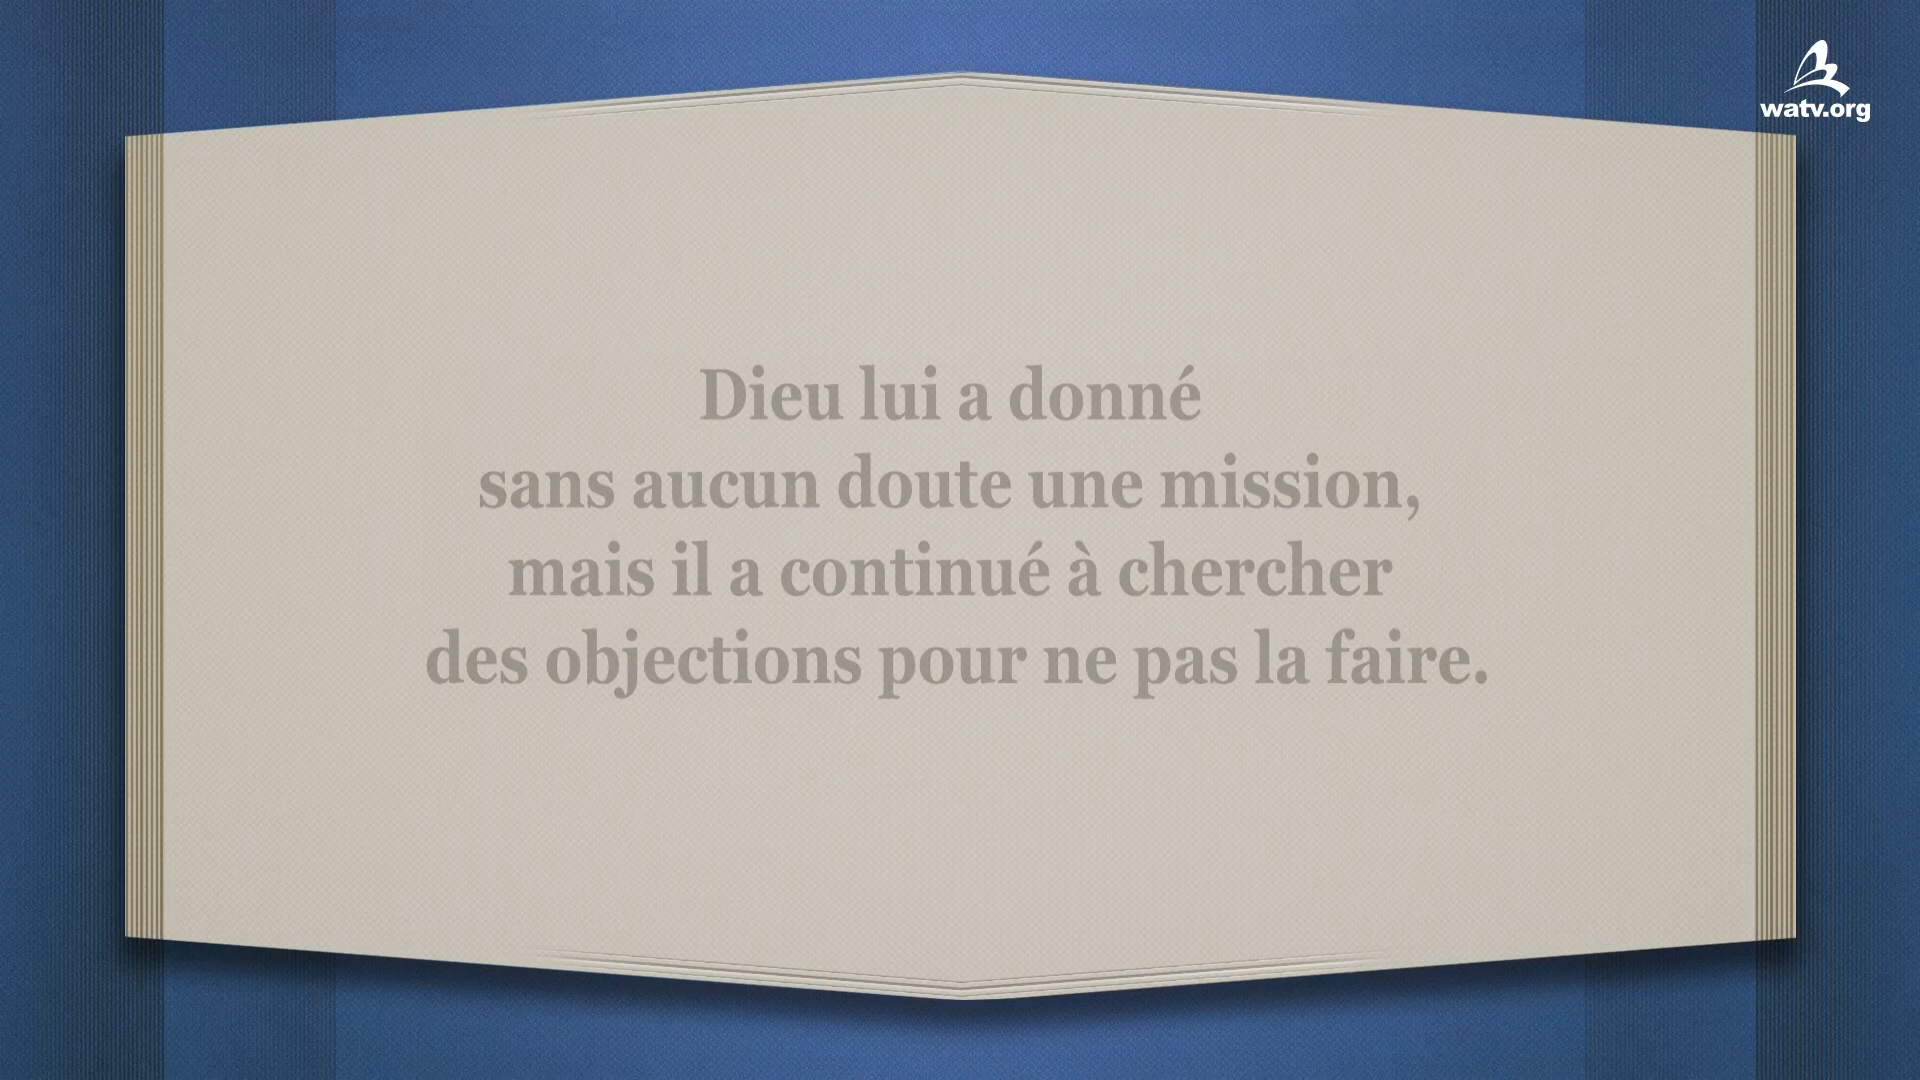 watv.org
Dieu lui a donné
sans aucun doute une mission,
mais il a continué à chercher
des objections pour ne pas la faire.